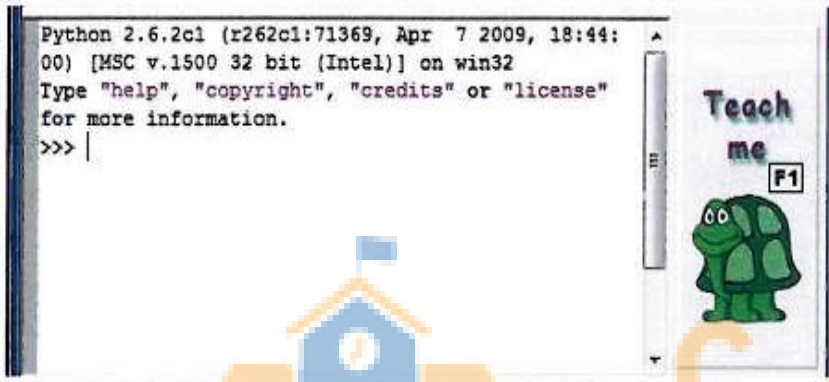 Python 2.6.2c1 (r262c1:71369, Apr  7 2009, 18:44:
00) [MSC v.1500 32 bit (Intel)] on win32
Type "help", "copyright", "credits" or "license"
for more information.
>>>
Teach
me
F1